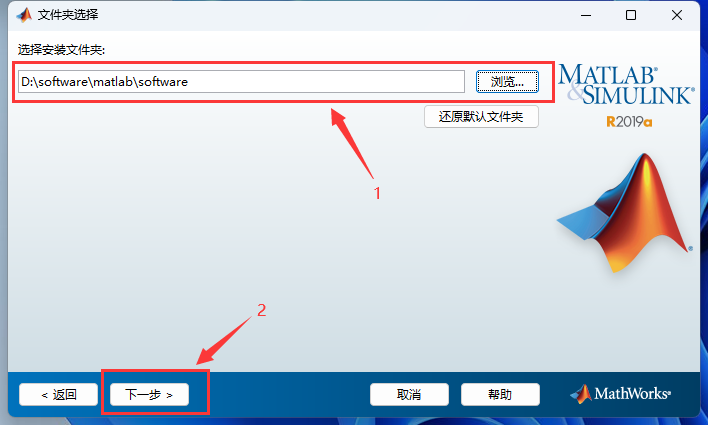 文件夹选择
选择安装文件夹:
D:\software\matlab\software
浏览...
还原默认文件夹
MATLAB®
&SIMULINK®
R2019a
1
2
< 返回
下一步 >
取消
帮助
MathWorks®